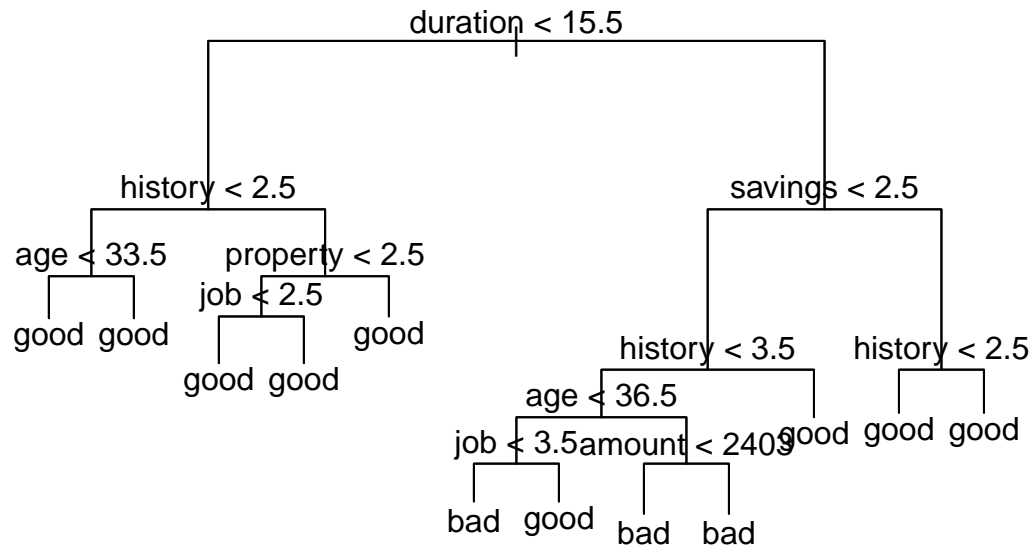 duration < 15.5
history < 2.5
savings < 2.5
age < 33.5
property < 2.5
job < 2.5
good
good
good
good
good
history < 3.5
history < 2.5
age < 36.5
good
good
good
job < 3.5
amount < 2403
bad
good
bad
bad